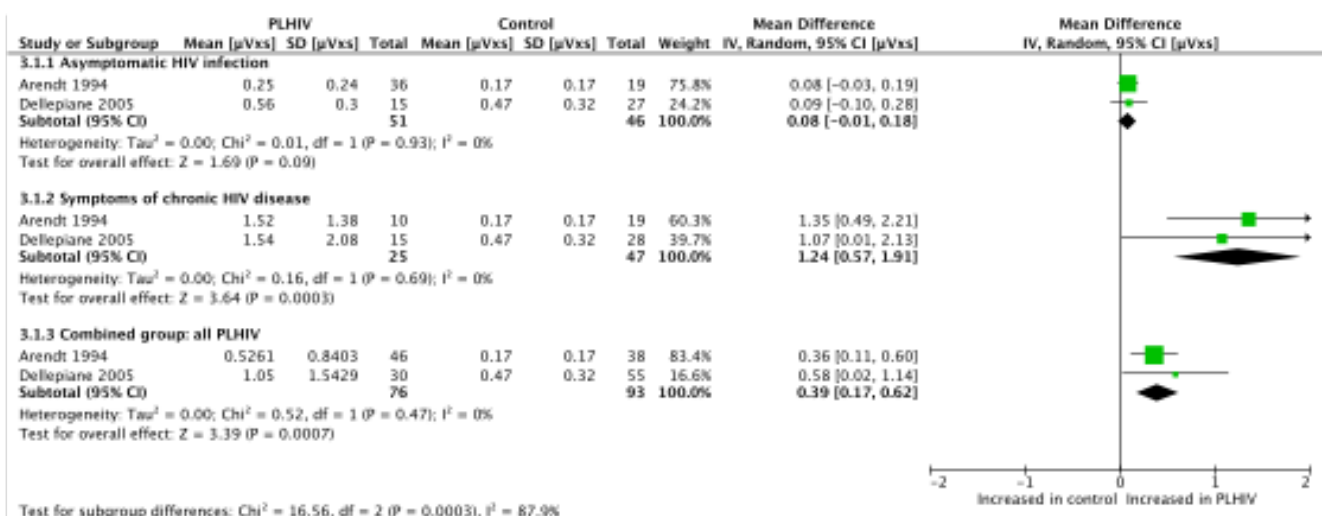 PLHIV Control Mean Difference Mean Difference
Study or Subgroup Mean [µVxs] SD [µVxs] Total Mean [µVxs] SD [µVxs] Total Weight IV, Random, 95% CI [µVxs] IV, Random, 95% CI [µVxs]
3.1.1 Asymptomatic HIV infection
Arendt 1994 0.25 0.24 36 0.17 0.17 19 75.8% 0.08 [−0.03, 0.19]
Dellepiane 2005 0.56 0.3 15 0.47 0.32 27 24.2% 0.09 [−0.10, 0.28]
Subtotal (95% CI) 51 46 100.0% 0.08 [−0.01, 0.18]
Heterogeneity: Tau² = 0.00; Chi² = 0.01, df = 1 (P = 0.93); I² = 0%
Test for overall effect: Z = 1.69 (P = 0.09)
3.1.2 Symptoms of chronic HIV disease
Arendt 1994 1.52 1.38 10 0.17 0.17 19 60.3% 1.35 [0.49, 2.21]
Dellepiane 2005 1.54 2.08 15 0.47 0.32 28 39.7% 1.07 [0.01, 2.13]
Subtotal (95% CI) 25 47 100.0% 1.24 [0.57, 1.91]
Heterogeneity: Tau² = 0.00; Chi² = 0.16, df = 1 (P = 0.69); I² = 0%
Test for overall effect: Z = 3.64 (P = 0.0003)
3.1.3 Combined group: all PLHIV
Arendt 1994 0.5261 0.8403 46 0.17 0.17 38 83.4% 0.36 [0.11, 0.60]
Dellepiane 2005 1.05 1.5429 30 0.47 0.32 55 16.6% 0.58 [0.02, 1.14]
Subtotal (95% CI) 76 93 100.0% 0.39 [0.17, 0.62]
Heterogeneity: Tau² = 0.00; Chi² = 0.52, df = 1 (P = 0.47); I² = 0%
Test for overall effect: Z = 3.39 (P = 0.0007)
−2 −1 0 1 2
Increased in control Increased in PLHIV
Test for subgroup differences: Chi² = 16.56, df = 2 (P = 0.0003), I² = 87.9%